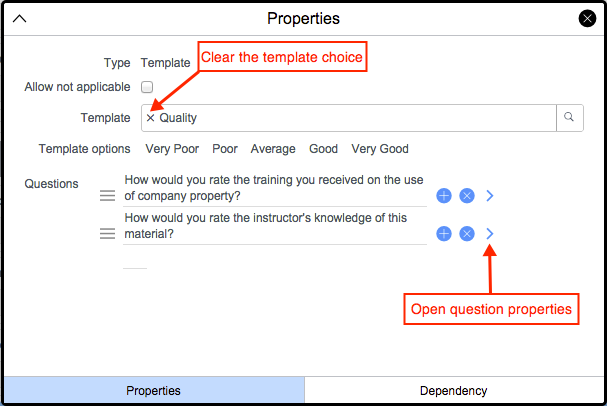 Properties
Type Template
Clear the template choice
Allow not applicable
Template × Quality
Template options Very Poor Poor Average Good Very Good
Questions
How would you rate the training you received on the use
of company property?
How would you rate the instructor's knowledge of this
material?
Open question properties
Properties Dependency